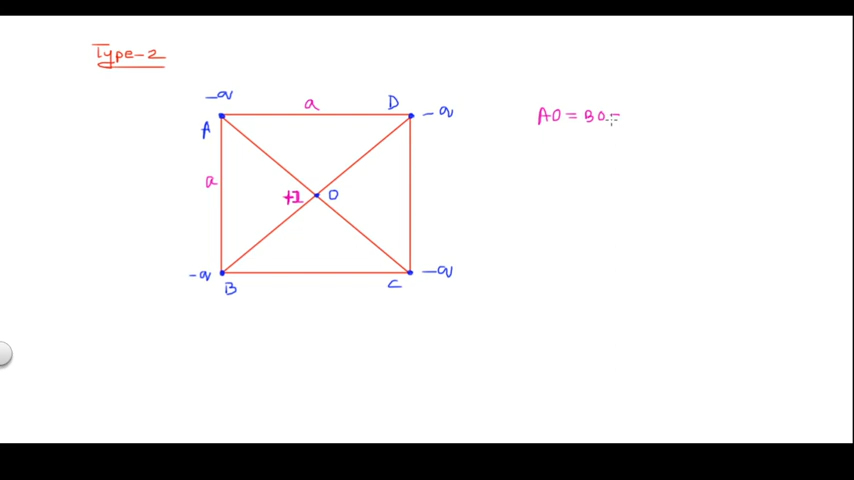 Type-2
-q
a
D
-q
A
AO = BO =
a
+1
O
-q
-q
B
C